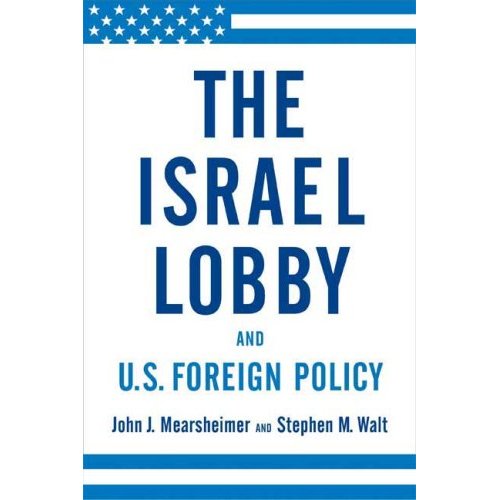 THE
ISRAEL
LOBBY
AND
U.S. FOREIGN POLICY
John J. Mearsheimer AND Stephen M. Walt